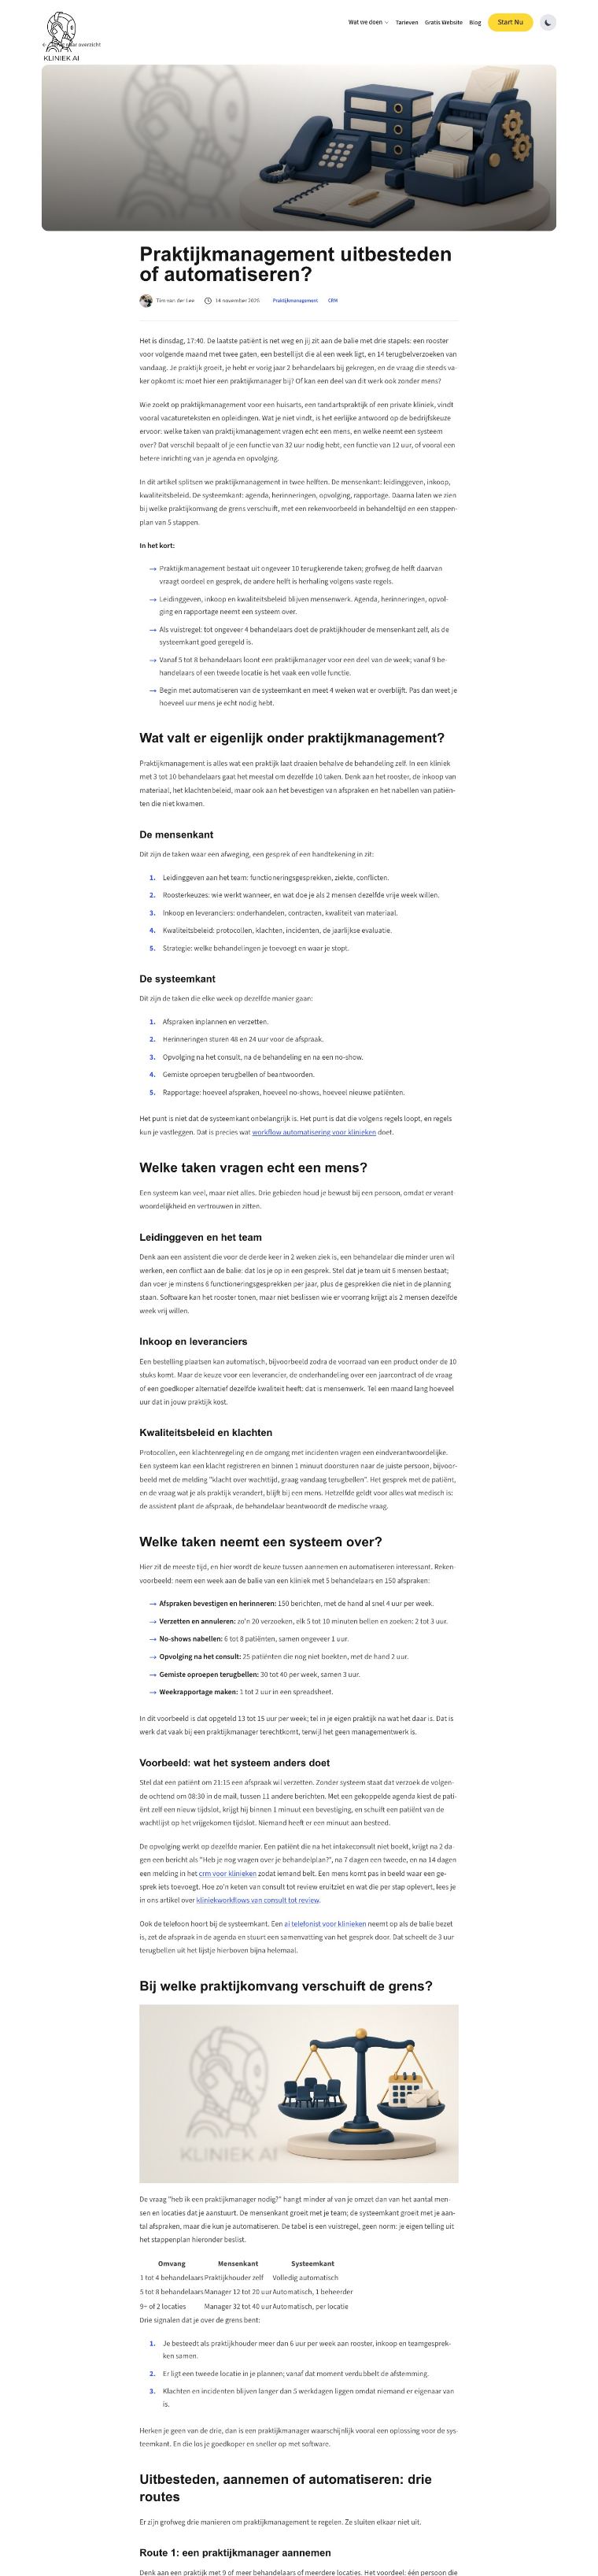 Wat we doen
Tarieven
Gratis Website
Blog
Start Nu
naar overzicht
KLINIEK AI
Praktijkmanagement uitbesteden
of automatiseren?
Tim van der Lee
14 november 2025
Praktijkmanagement
CRM
Het is dinsdag, 17:40. De laatste patiënt is net weg en jij zit aan de balie met drie stapels: een rooster
voor volgende maand met twee gaten, een bestellijst die al een week ligt, en 14 terugbelverzoeken van
vandaag. Je praktijk groeit, je hebt er vorig jaar 2 behandelaars bij gekregen, en de vraag die steeds va-
ker opkomt is: moet hier een praktijkmanager bij? Of kan een deel van dit werk ook zonder mens?
Wie zoekt op praktijkmanagement voor een huisarts, een tandartspraktijk of een private kliniek, vindt
vooral vacatureteksten en opleidingen. Wat je niet vindt, is het eerlijke antwoord op de bedrijfskeuze
ervoor: welke taken van praktijkmanagement vragen echt een mens, en welke neemt een systeem
over? Dat verschil bepaalt of je een functie van 32 uur nodig hebt, een functie van 12 uur, of vooral een
betere inrichting van je agenda en opvolging.
In dit artikel splitsen we praktijkmanagement in twee helften. De mensenkant: leidinggeven, inkoop,
kwaliteitsbeleid. De systeemkant: agenda, herinneringen, opvolging, rapportage. Daarna laten we zien
bij welke praktijkomvang de grens verschuift, met een rekenvoorbeeld in behandeltijd en een stappen-
plan van 5 stappen.
In het kort:
→ Praktijkmanagement bestaat uit ongeveer 10 terugkerende taken; grofweg de helft daarvan
vraagt oordeel en gesprek, de andere helft is herhaling volgens vaste regels.
→ Leidinggeven, inkoop en kwaliteitsbeleid blijven mensenwerk. Agenda, herinneringen, opvol-
ging en rapportage neemt een systeem over.
→ Als vuistregel: tot ongeveer 4 behandelaars doet de praktijkhouder de mensenkant zelf, als de
systeemkant goed geregeld is.
→ Vanaf 5 tot 8 behandelaars loont een praktijkmanager voor een deel van de week; vanaf 9 be-
handelaars of een tweede locatie is het vaak een volle functie.
→ Begin met automatiseren van de systeemkant en meet 4 weken wat er overblijft. Pas dan weet je
hoeveel uur mens je echt nodig hebt.
Wat valt er eigenlijk onder praktijkmanagement?
Praktijkmanagement is alles wat een praktijk laat draaien behalve de behandeling zelf. In een kliniek
met 3 tot 10 behandelaars gaat het meestal om dezelfde 10 taken. Denk aan het rooster, de inkoop van
materiaal, het klachtenbeleid, maar ook aan het bevestigen van afspraken en het nabellen van patiën-
ten die niet kwamen.
De mensenkant
Dit zijn de taken waar een afweging, een gesprek of een handtekening in zit:
1. Leidinggeven aan het team: functioneringsgesprekken, ziekte, conflicten.
2. Roosterkeuzes: wie werkt wanneer, en wat doe je als 2 mensen dezelfde vrije week willen.
3. Inkoop en leveranciers: onderhandelen, contracten, kwaliteit van materiaal.
4. Kwaliteitsbeleid: protocollen, klachten, incidenten, de jaarlijkse evaluatie.
5. Strategie: welke behandelingen je toevoegt en waar je stopt.
De systeemkant
Dit zijn de taken die elke week op dezelfde manier gaan:
1. Afspraken inplannen en verzetten.
2. Herinneringen sturen 48 en 24 uur voor de afspraak.
3. Opvolging na het consult, na de behandeling en na een no-show.
4. Gemiste oproepen terugbellen of beantwoorden.
5. Rapportage: hoeveel afspraken, hoeveel no-shows, hoeveel nieuwe patiënten.
Het punt is niet dat de systeemkant onbelangrijk is. Het punt is dat die volgens regels loopt, en regels
kun je vastleggen. Dat is precies wat workflow automatisering voor klinieken doet.
Welke taken vragen echt een mens?
Een systeem kan veel, maar niet alles. Drie gebieden houd je bewust bij een persoon, omdat er verant
woordelijkheid en vertrouwen in zitten.
Leidinggeven en het team
Denk aan een assistent die voor de derde keer in 2 weken ziek is, een behandelaar die minder uren wil
werken, een conflict aan de balie: dat los je op in een gesprek. Stel dat je team uit 6 mensen bestaat;
dan voer je minstens 6 functioneringsgesprekken per jaar, plus de gesprekken die niet in de planning
staan. Software kan het rooster tonen, maar niet beslissen wie er voorrang krijgt als 2 mensen dezelfde
week vrij willen.
Inkoop en leveranciers
Een bestelling plaatsen kan automatisch, bijvoorbeeld zodra de voorraad van een product onder de 10
stuks komt. Maar de keuze voor een leverancier, de onderhandeling over een jaarcontract of de vraag
of een goedkoper alternatief dezelfde kwaliteit heeft: dat is mensenwerk. Tel een maand lang hoeveel
uur dat in jouw praktijk kost.
Kwaliteitsbeleid en klachten
Protocollen, een klachtenregeling en de omgang met incidenten vragen een eindverantwoordelijke.
Een systeem kan een klacht registreren en binnen 1 minuut doorsturen naar de juiste persoon, bijvoor-
beeld met de melding "klacht over wachttijd, graag vandaag terugbellen". Het gesprek met de patiënt,
en de vraag wat je als praktijk verandert, blijft bij een mens. Hetzelfde geldt voor alles wat medisch is:
de assistent plant de afspraak, de behandelaar beantwoordt de medische vraag.
Welke taken neemt een systeem over?
Hier zit de meeste tijd, en hier wordt de keuze tussen aannemen en automatiseren interessant. Reken-
voorbeeld: neem een week aan de balie van een kliniek met 5 behandelaars en 150 afspraken:
→ Afspraken bevestigen en herinneren: 150 berichten, met de hand al snel 4 uur per week.
→ Verzetten en annuleren: zo'n 20 verzoeken, elk 5 tot 10 minuten bellen en zoeken: 2 tot 3 uur.
→ No-shows nabellen: 6 tot 8 patiënten, samen ongeveer 1 uur.
→ Opvolging na het consult: 25 patiënten die nog niet boekten, met de hand 2 uur.
→ Gemiste oproepen terugbellen: 30 tot 40 per week, samen 3 uur.
→ Weekrapportage maken: 1 tot 2 uur in een spreadsheet.
In dit voorbeeld is dat opgeteld 13 tot 15 uur per week; tel in je eigen praktijk na wat het daar is. Dat is
werk dat vaak bij een praktijkmanager terechtkomt, terwijl het geen managementwerk is.
Voorbeeld: wat het systeem anders doet
Stel dat een patiënt om 21:15 een afspraak wil verzetten. Zonder systeem staat dat verzoek de volgen-
de ochtend om 08:30 in de mail, tussen 11 andere berichten. Met een gekoppelde agenda kiest de pati-
ënt zelf een nieuw tijdslot, krijgt hij binnen 1 minuut een bevestiging, en schuift een patiënt van de
wachtlijst op het vrijgekomen tijdslot. Niemand heeft er een minuut aan besteed.
De opvolging werkt op dezelfde manier. Een patiënt die na het intakeconsult niet boekt, krijgt na 2 da-
gen een bericht als "Heb je nog vragen over je behandelplan?", na 7 dagen een tweede, en na 14 dagen
een melding in het crm voor klinieken zodat iemand belt. Een mens komt pas in beeld waar een ge-
sprek iets toevoegt. Hoe zo'n keten van consult tot review eruitziet en wat die per stap oplevert, lees je
in ons artikel over kliniekworkflows van consult tot review.
Ook de telefoon hoort bij de systeemkant. Een ai telefonist voor klinieken neemt op als de balie bezet
is, zet de afspraak in de agenda en stuurt een samenvatting van het gesprek door. Dat scheelt de 3 uur
terugbellen uit het lijstje hierboven bijna helemaal.
Bij welke praktijkomvang verschuift de grens?
KLINIEK AI
De vraag "heb ik een praktijkmanager nodig?" hangt minder af van je omzet dan van het aantal men-
sen en locaties dat je aanstuurt. De mensenkant groeit met je team; de systeemkant groeit met je aan-
tal afspraken, maar die kun je automatiseren. De tabel is een vuistregel, geen norm: je eigen telling uit
het stappenplan hieronder beslist.
Omvang Mensenkant Systeemkant
1 tot 4 behandelaars Praktijkhouder zelf Volledig automatisch
5 tot 8 behandelaars Manager 12 tot 20 uur Automatisch, 1 beheerder
9+ of 2 locaties Manager 32 tot 40 uur Automatisch, per locatie
Drie signalen dat je over de grens bent:
1. Je besteedt als praktijkhouder meer dan 6 uur per week aan rooster, inkoop en teamgesprek-
ken samen.
2. Er ligt een tweede locatie in je plannen; vanaf dat moment verdubbelt de afstemming.
3. Klachten en incidenten blijven langer dan 5 werkdagen liggen omdat niemand er eigenaar van
is.
Herken je geen van de drie, dan is een praktijkmanager waarschijnlijk vooral een oplossing voor de sys-
teemkant. En die los je goedkoper en sneller op met software.
Uitbesteden, aannemen of automatiseren: drie
routes
Er zijn grofweg drie manieren om praktijkmanagement te regelen. Ze sluiten elkaar niet uit.
Route 1: een praktijkmanager aannemen
Denk aan een praktijk met 9 of meer behandelaars of meerdere locaties. Het voordeel: één persoon die